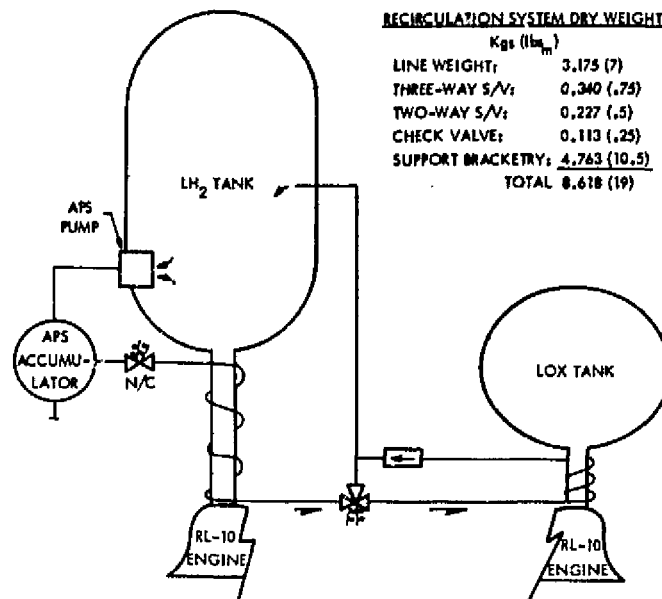 RECIRCULATION SYSTEM DRY WEIGHT
Kgs (lbsm)
LINE WEIGHT: 3.175 (7)
THREE-WAY S/V: 0.340 (.75)
TWO-WAY S/V: 0.227 (.5)
CHECK VALVE: 0.113 (.25)
SUPPORT BRACKETRY: 4.763 (10.5)
TOTAL 8.618 (19)
LH2 TANK
APS
PUMP
APS
ACCUMU-
LATOR
N/C
LOX TANK
RL-10
ENGINE
RL-10
ENGINE